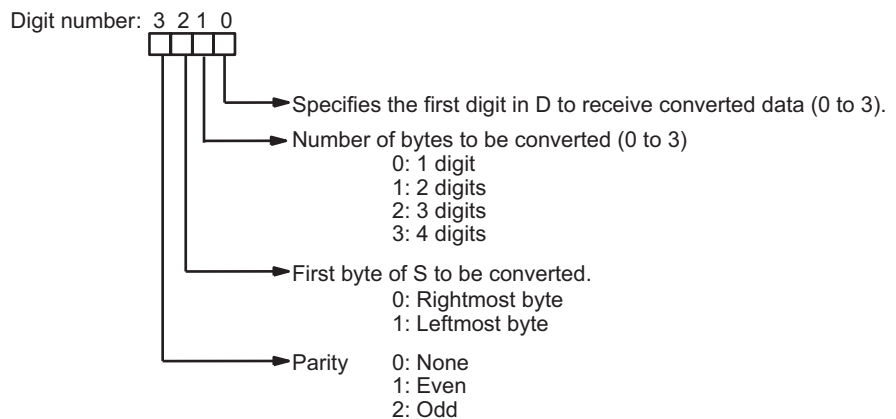 Digit number: 3 2 1 0
Specifies the first digit in D to receive converted data (0 to 3).
Number of bytes to be converted (0 to 3)
0: 1 digit
1: 2 digits
2: 3 digits
3: 4 digits
First byte of S to be converted.
0: Rightmost byte
1: Leftmost byte
Parity 0: None
1: Even
2: Odd